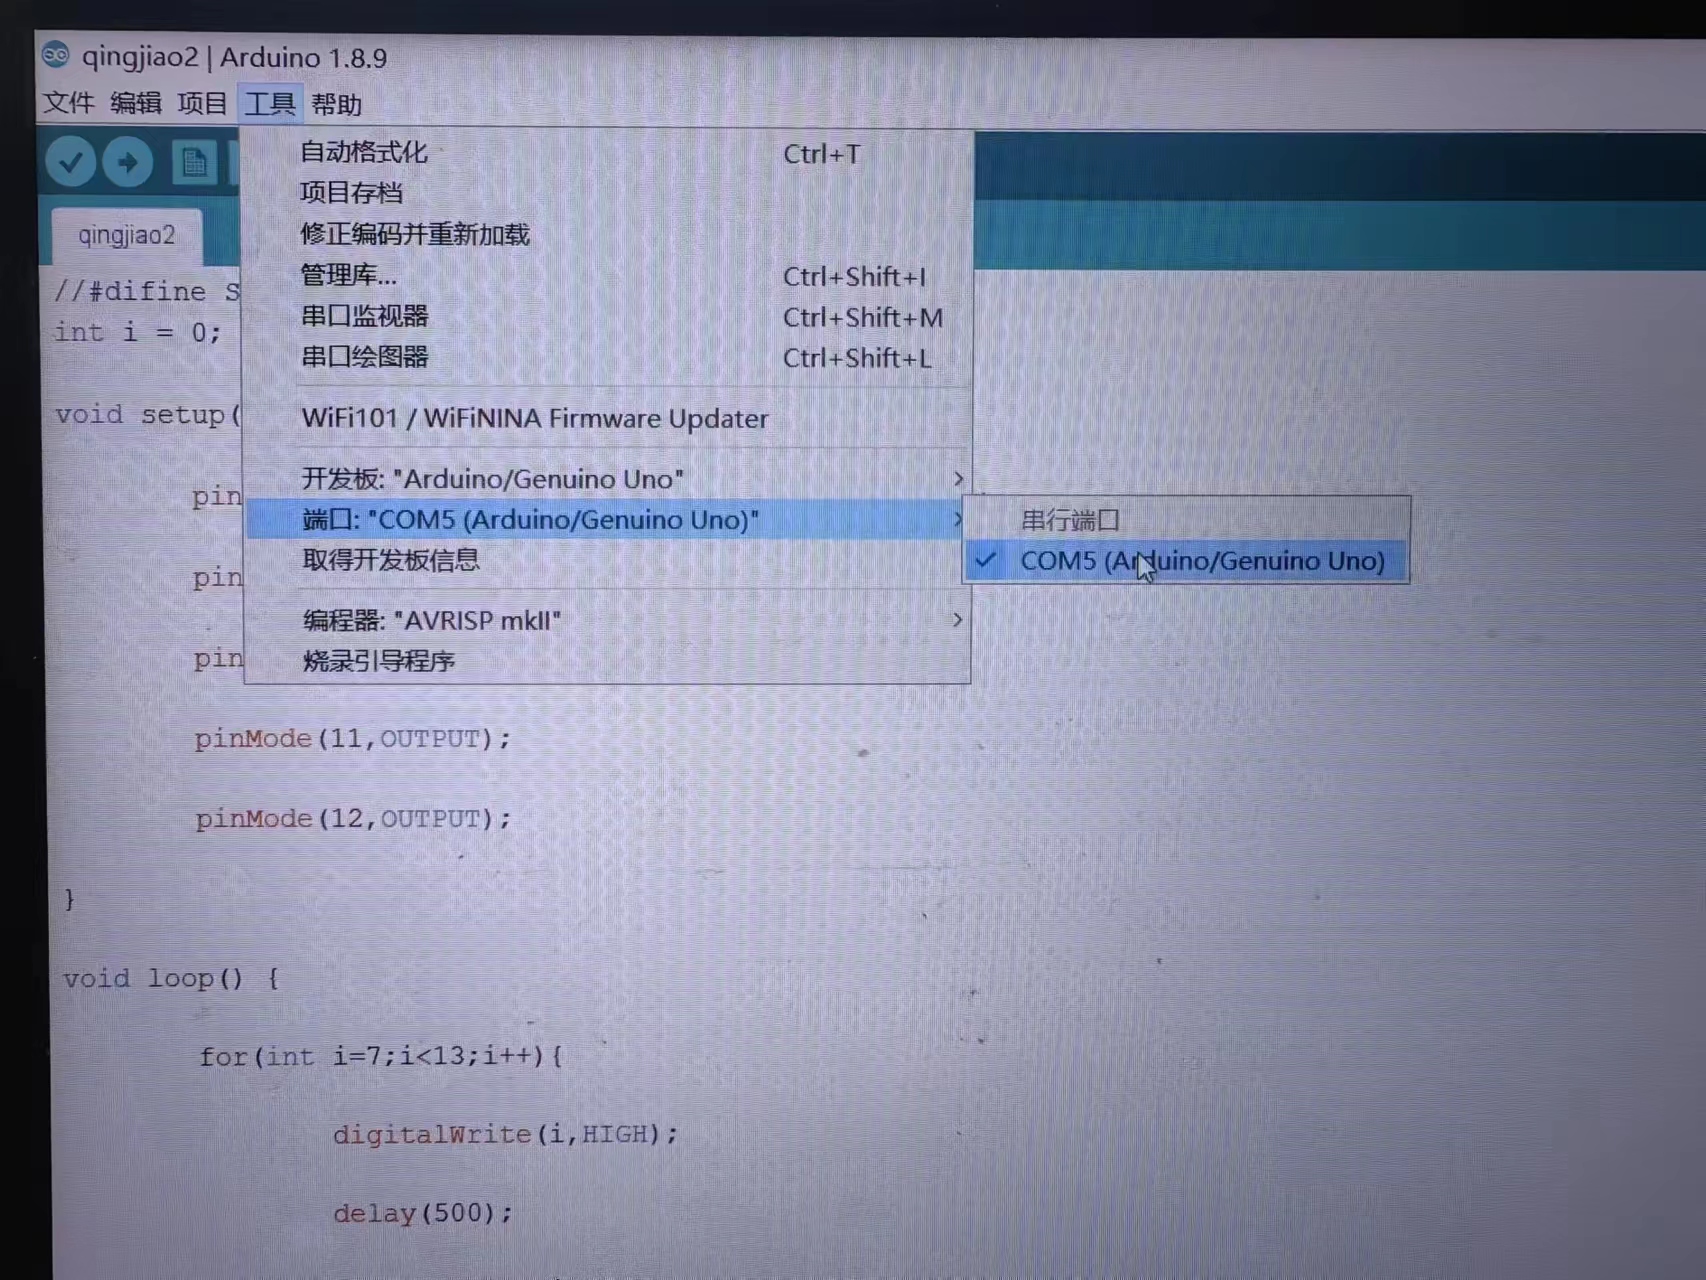 qingjiao2 | Arduino 1.8.9
文件 编辑 项目 工具 帮助
自动格式化 Ctrl+T
项目存档
修正编码并重新加载
管理库... Ctrl+Shift+I
串口监视器 Ctrl+Shift+M
串口绘图器 Ctrl+Shift+L
WiFi101 / WiFiNINA Firmware Updater
开发板: "Arduino/Genuino Uno"
端口: "COM5 (Arduino/Genuino Uno)"
取得开发板信息
编程器: "AVRISP mkII"
烧录引导程序
串行端口
COM5 (Arduino/Genuino Uno)
qingjiao2
//#difine S
int i = 0;
void setup(
pin
pin
pin
pinMode(11,OUTPUT);
pinMode(12,OUTPUT);
}
void loop() {
for(int i=7;i<13;i++){
digitalWrite(i,HIGH);
delay(500);